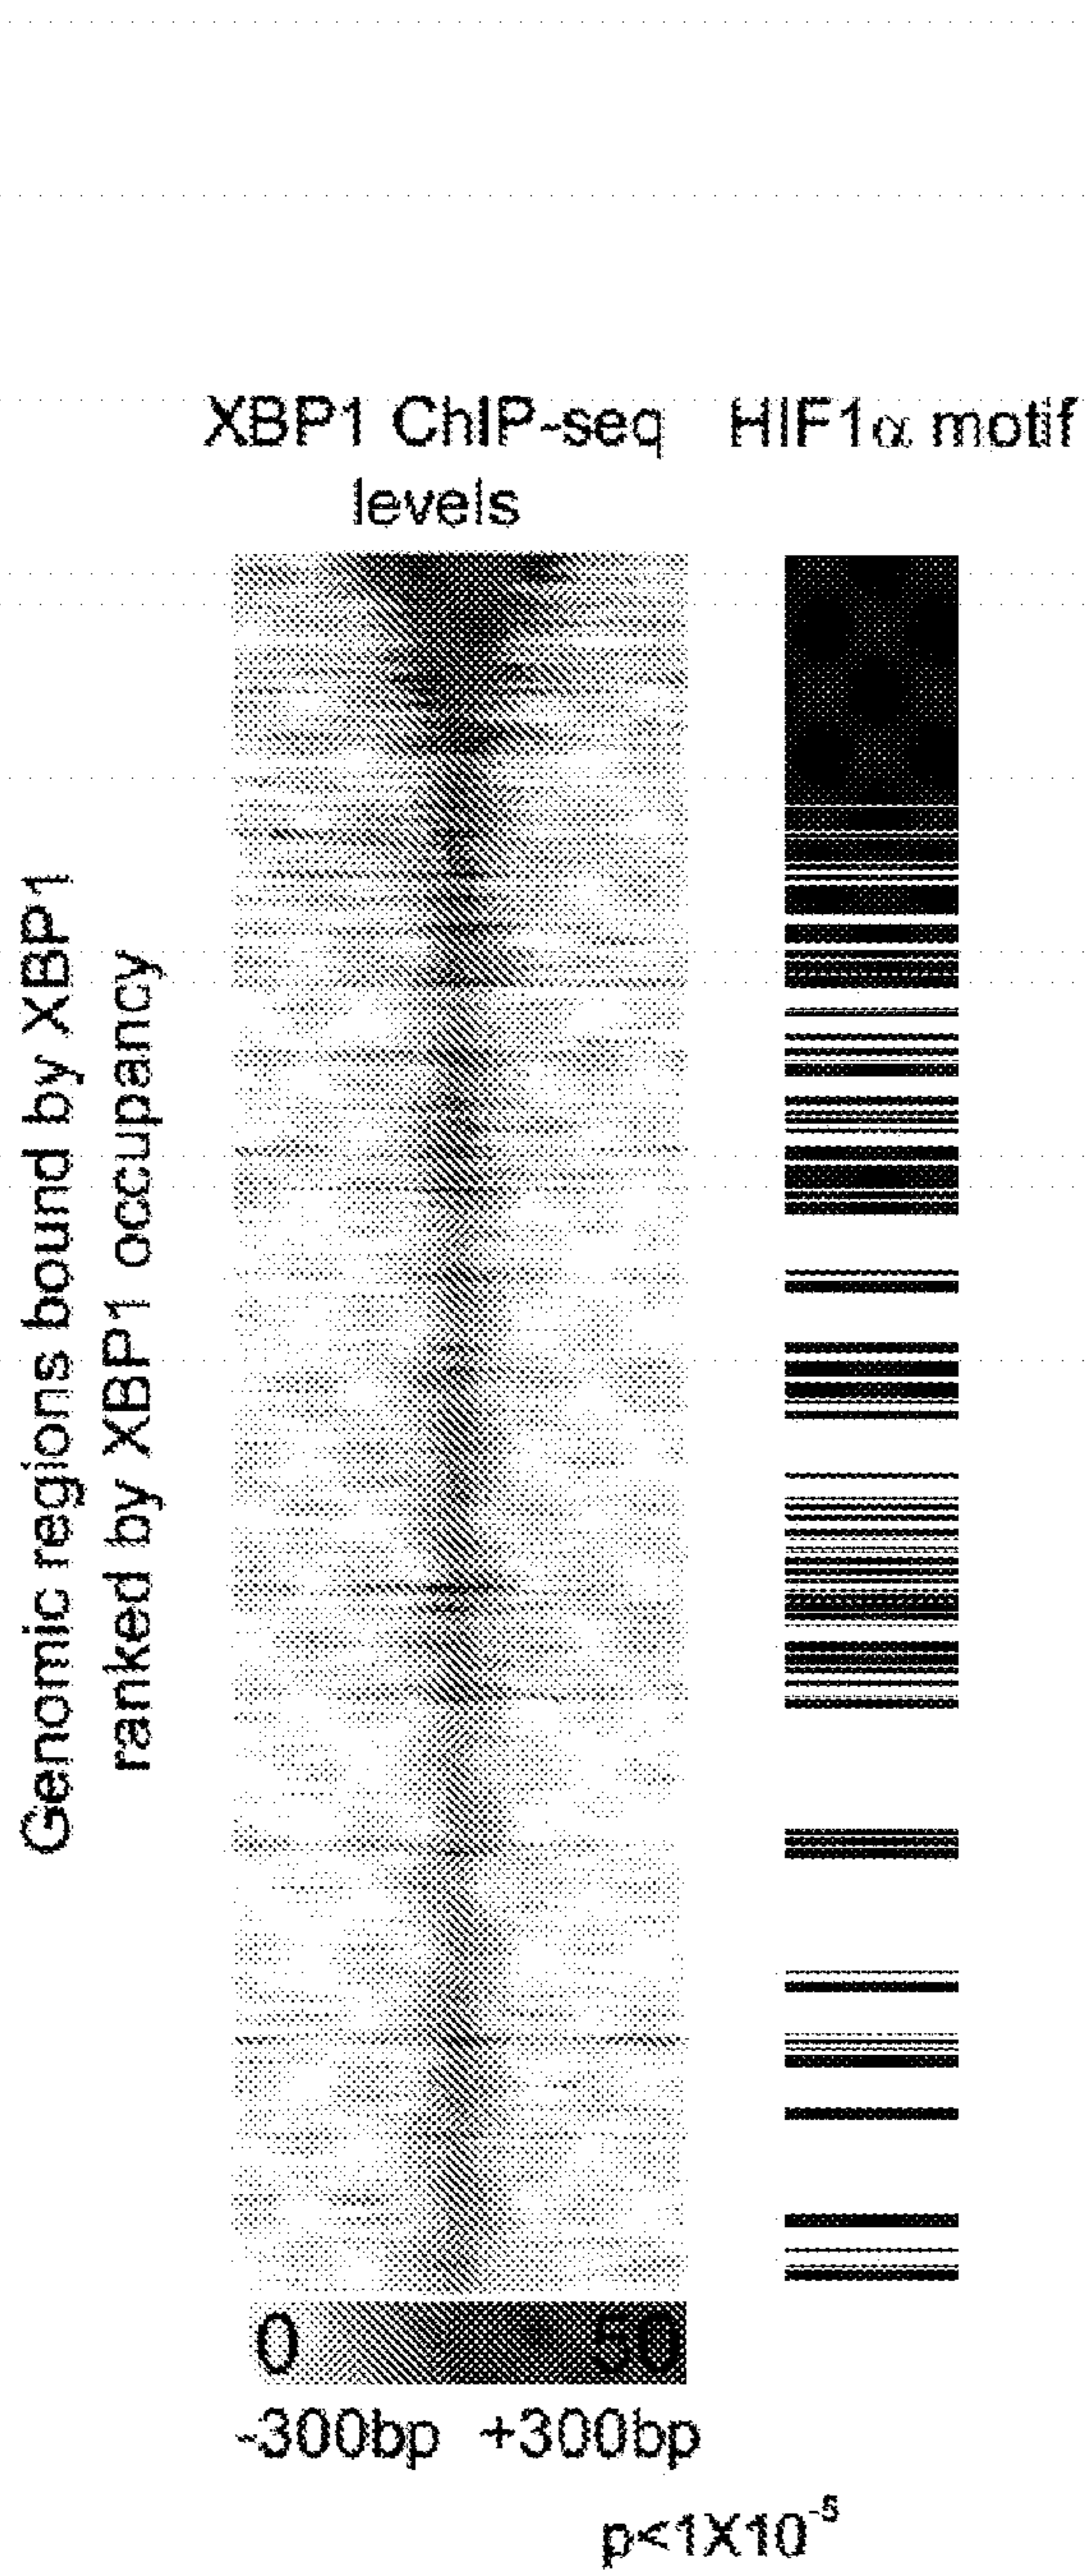 XBP1 ChIP-seq
levels
HIF1α motif
Genomic regions bound by XBP1
ranked by XBP1 occupancy
0 50
-300bp +300bp
p<1X10⁻⁵